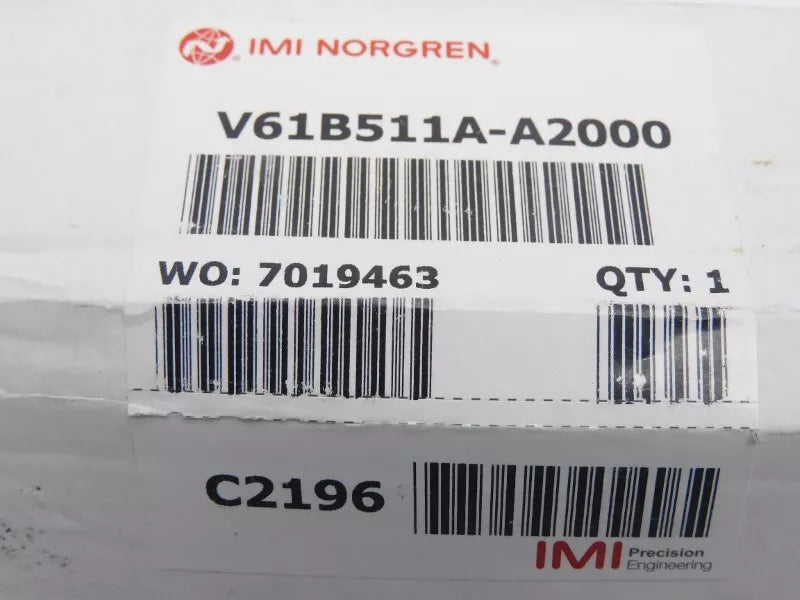 IMI NORGREN®
V61B511A-A2000
WO: 7019463 QTY: 1
C2196
IMI Precision
Engineering